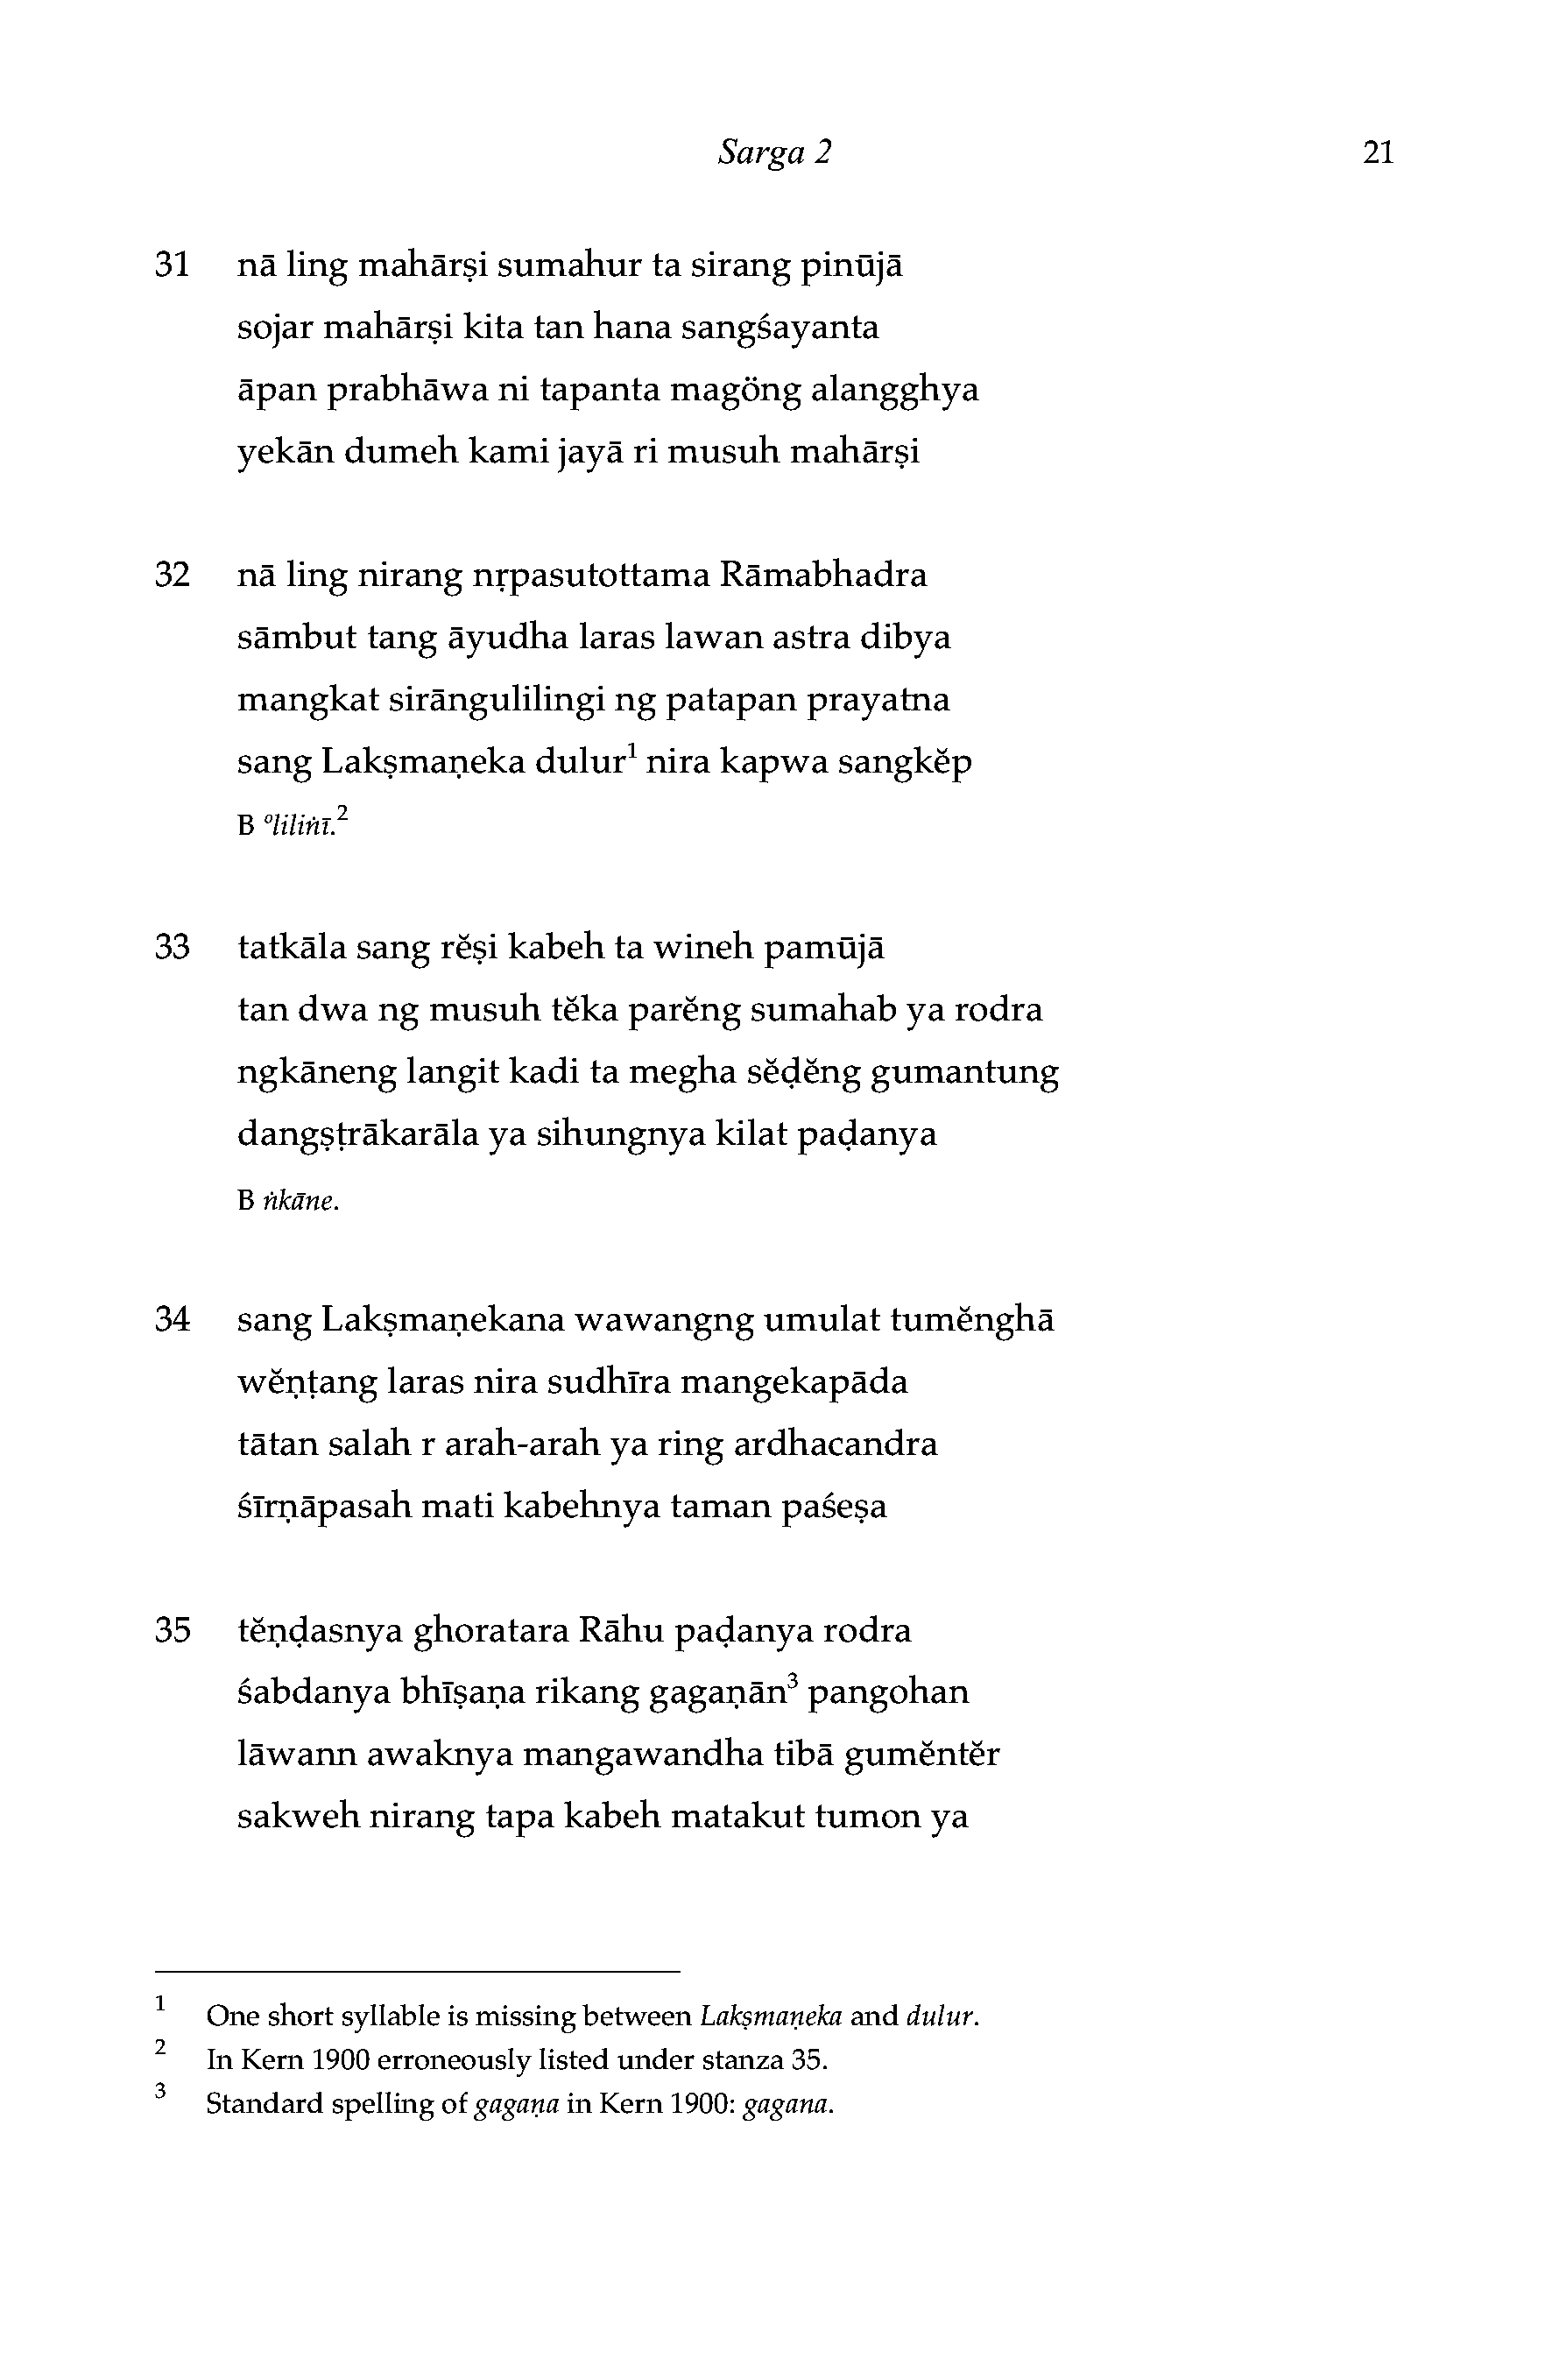 Sarga 2 21
31 nā ling mahārṣi sumahur ta sirang pinūjā
sojar mahārṣi kita tan hana sangśayanta
āpan prabhāwa ni tapanta magöng alangghya
yekān dumeh kami jayā ri musuh mahārṣi
32 nā ling nirang nṛpasutottama Rāmabhadra
sāmbut tang āyudha laras lawan astra dibya
mangkat sirāngulilingi ng patapan prayatna
sang Lakṣmaṇeka dulur¹ nira kapwa sangkĕp
B °liliṅī.²
33 tatkāla sang rĕṣi kabeh ta wineh pamūjā
tan dwa ng musuh tĕka parĕng sumahab ya rodra
ngkāneng langit kadi ta megha sĕḍĕng gumantung
dangṣṭrākarāla ya sihungnya kilat paḍanya
B ṅkāne.
34 sang Lakṣmaṇekana wawangng umulat tumĕnghā
wĕṇṭang laras nira sudhīra mangekapāda
tātan salah r arah-arah ya ring ardhacandra
śīrṇāpasah mati kabehnya taman paśeṣa
35 tĕṇḍasnya ghoratara Rāhu paḍanya rodra
śabdanya bhīṣaṇa rikang gagaṇān³ pangohan
lāwann awaknya mangawandha tibā gumĕntĕr
sakweh nirang tapa kabeh matakut tumon ya
1 One short syllable is missing between Lakṣmaṇeka and dulur.
2 In Kern 1900 erroneously listed under stanza 35.
3 Standard spelling of gagaṇa in Kern 1900: gagana.